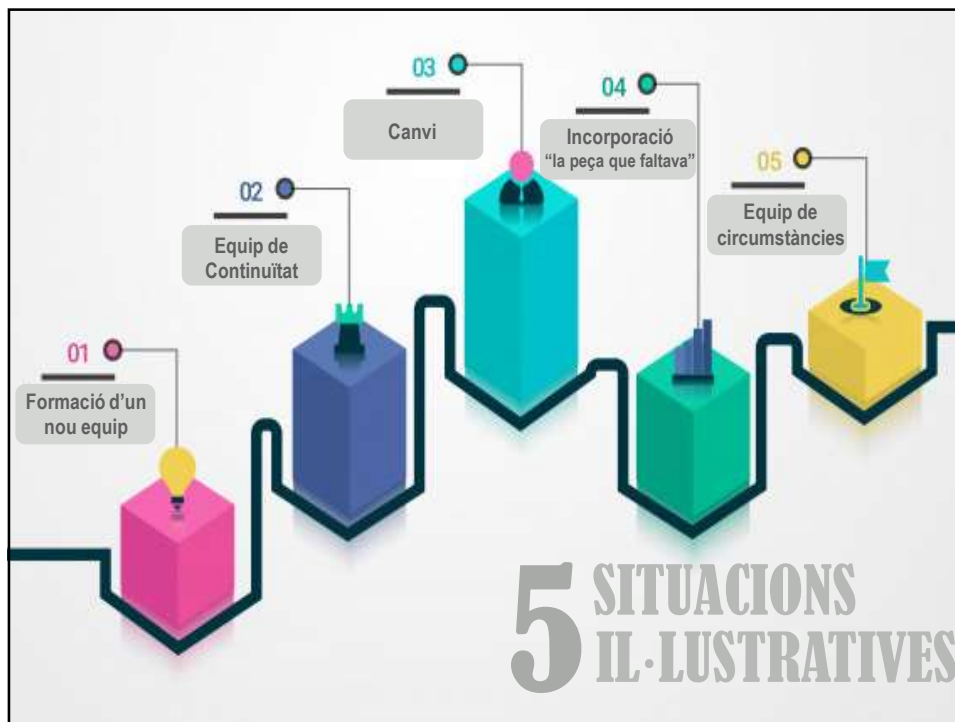 01
Formació d’un
nou equip
02
Equip de
Continuïtat
03
Canvi
04
Incorporació
“la peça que faltava”
05
Equip de
circumstàncies
5 SITUACIONS
IL·LUSTRATIVES